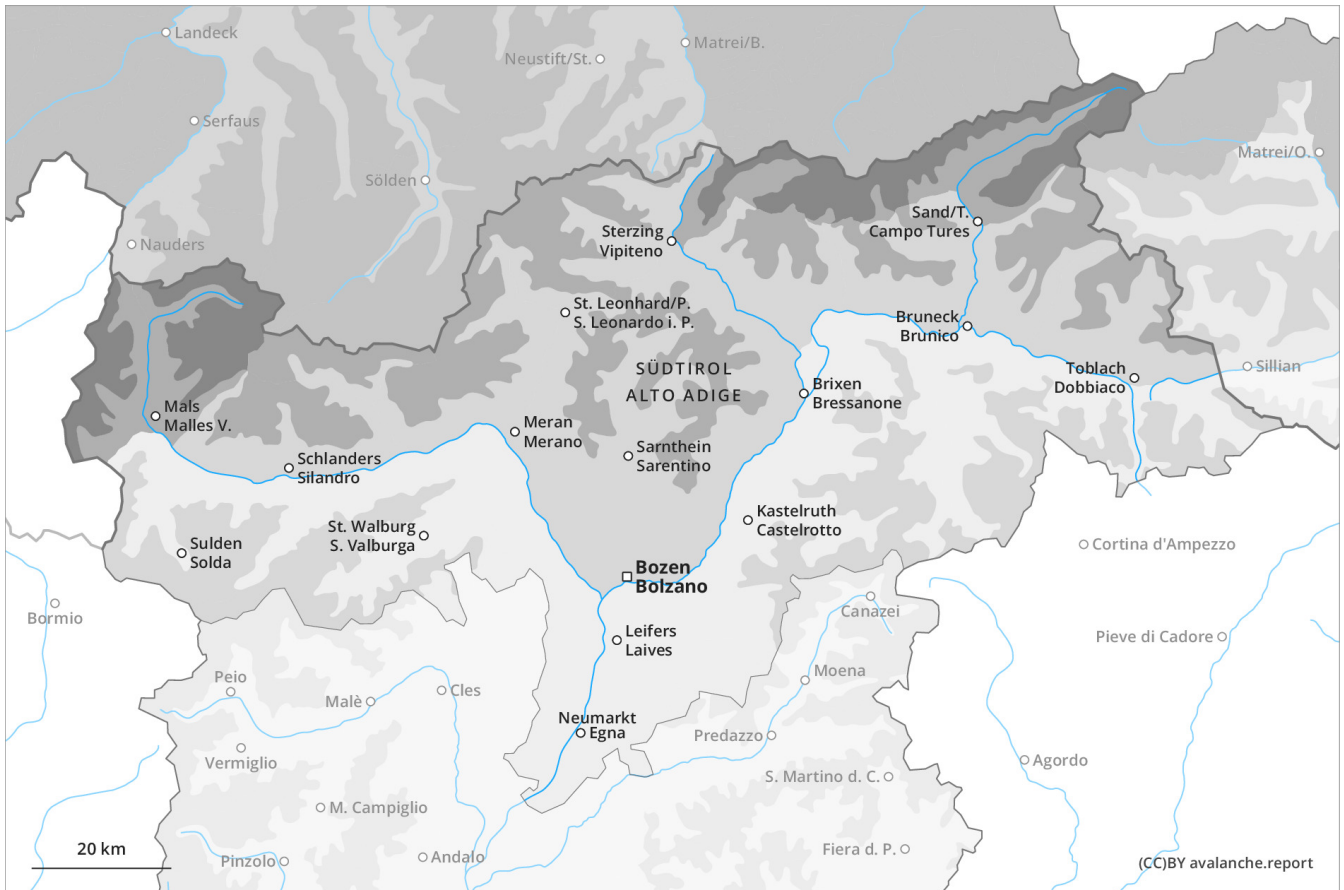 Landeck
Matrei/B.
Neustift/St.
Serfaus
Matrei/O.
Sölden
Sand/T.
Campo Tures
Sterzing
Vipiteno
Nauders
St. Leonhard/P.
S. Leonardo i. P.
Bruneck
Brunico
SÜDTIROL
ALTO ADIGE
Toblach
Dobbiaco
Sillian
Brixen
Bressanone
Mals
Malles V.
Meran
Merano
Sarnthein
Sarentino
Schlanders
Silandro
Kastelruth
Castelrotto
St. Walburg
S. Valburga
Sulden
Solda
Cortina d'Ampezzo
Bozen
Bolzano
Bormio
Canazei
Leifers
Laives
Pieve di Cadore
Peio
Moena
Malè
Cles
Neumarkt
Egna
Predazzo
Vermiglio
Agordo
S. Martino d. C.
M. Campiglio
20 km
Pinzolo
Andalo
Fiera d. P.
(CC)BY avalanche.report